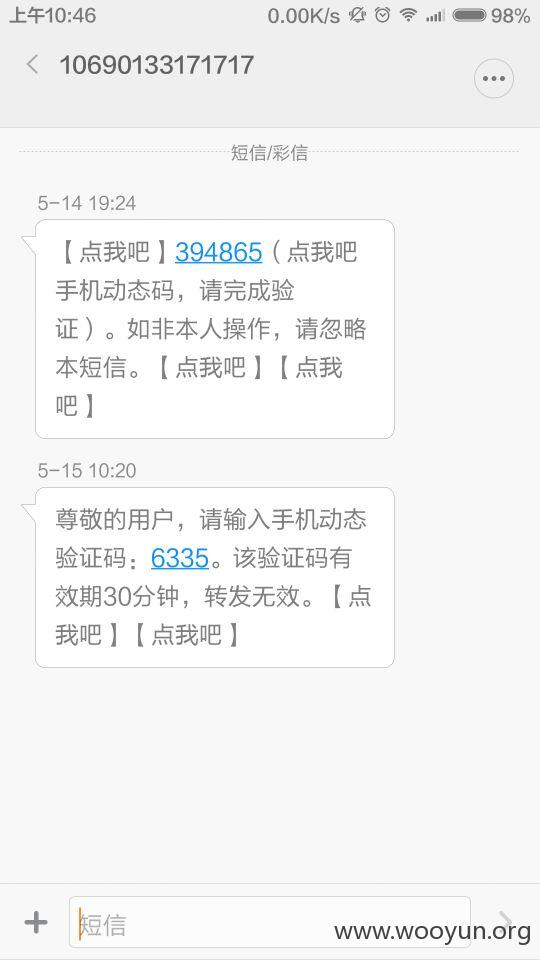 上午10:46 0.00K/s 98%
10690133171717
短信/彩信
5-14 19:24
【点我吧】394865（点我吧
手机动态码，请完成验
证）。如非本人操作，请忽略
本短信。【点我吧】【点我
吧】
5-15 10:20
尊敬的用户，请输入手机动态
验证码：6335。该验证码有
效期30分钟，转发无效。【点
我吧】【点我吧】
短信
www.wooyun.org